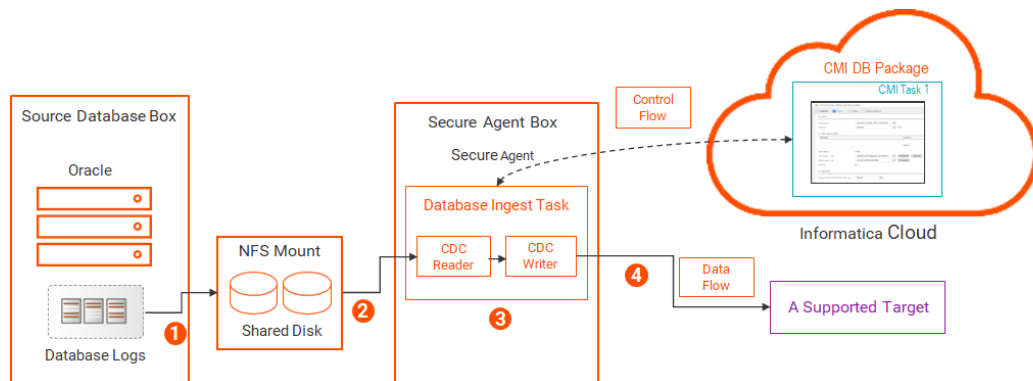 Source Database Box
Oracle
Database Logs
1
NFS Mount
Shared Disk
2
Secure Agent Box
Secure Agent
Database Ingest Task
CDC
Reader
CDC
Writer
3
4
Control
Flow
Data
Flow
CMI DB Package
CMI Task 1
Informatica Cloud
A Supported Target